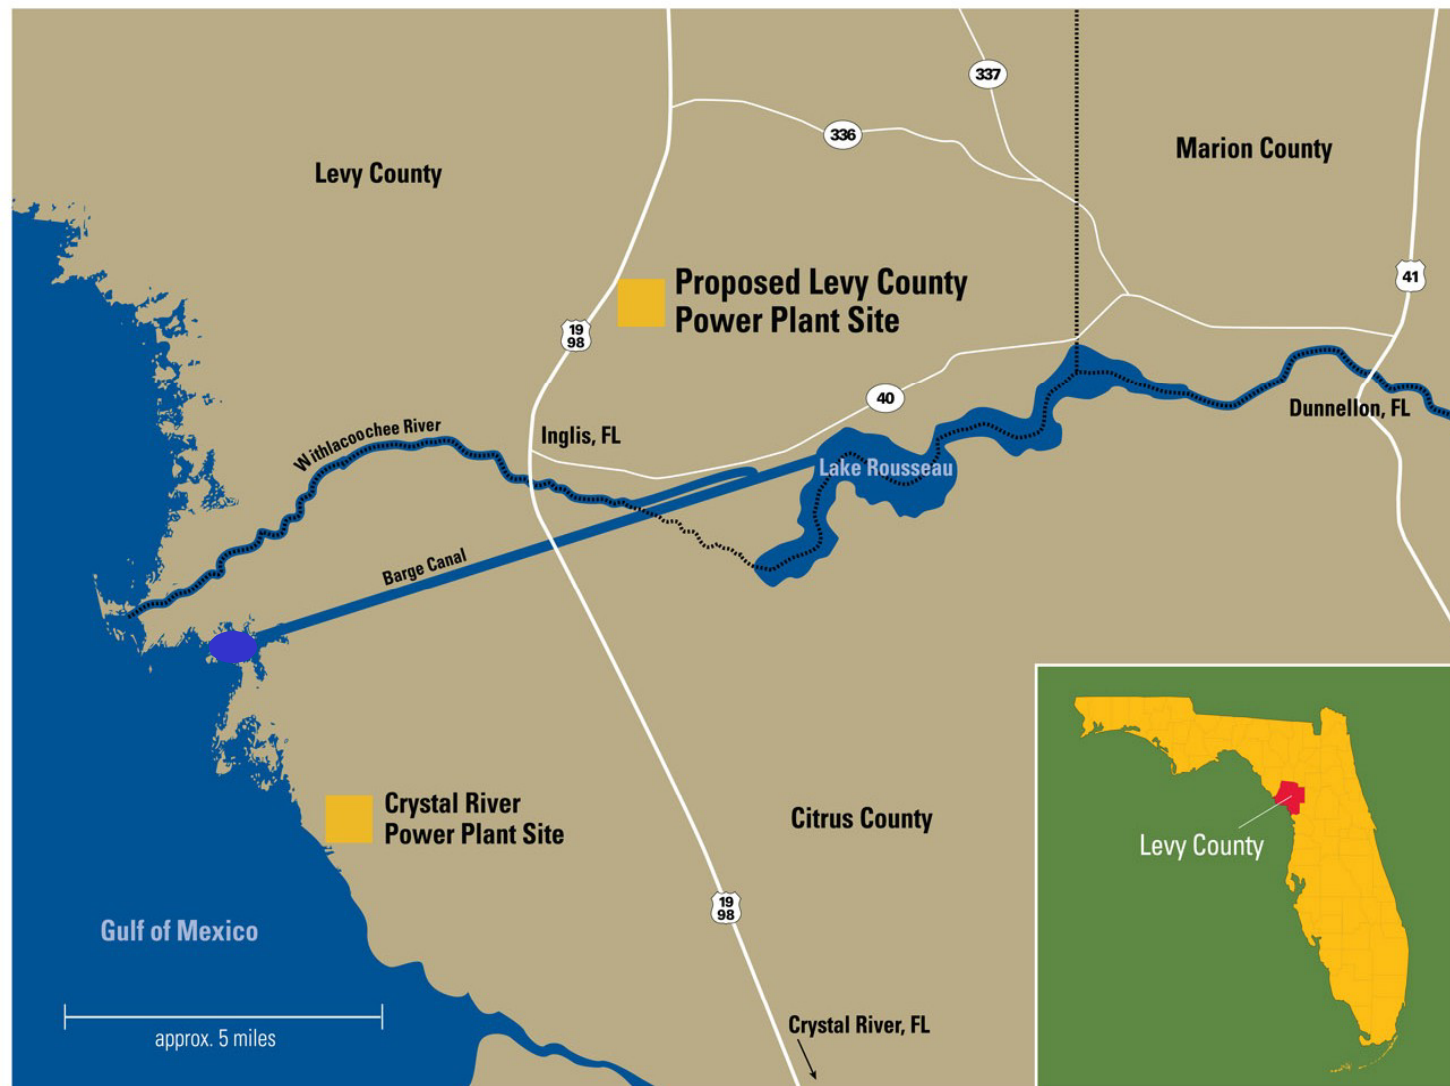 337
336
Marion County
Levy County
Proposed Levy County
Power Plant Site
41
19
98
40
Dunnellon, FL
Withlacoochee River
Inglis, FL
Lake Rousseau
Barge Canal
Crystal River
Power Plant Site
Citrus County
Levy County
19
98
Gulf of Mexico
approx. 5 miles
Crystal River, FL